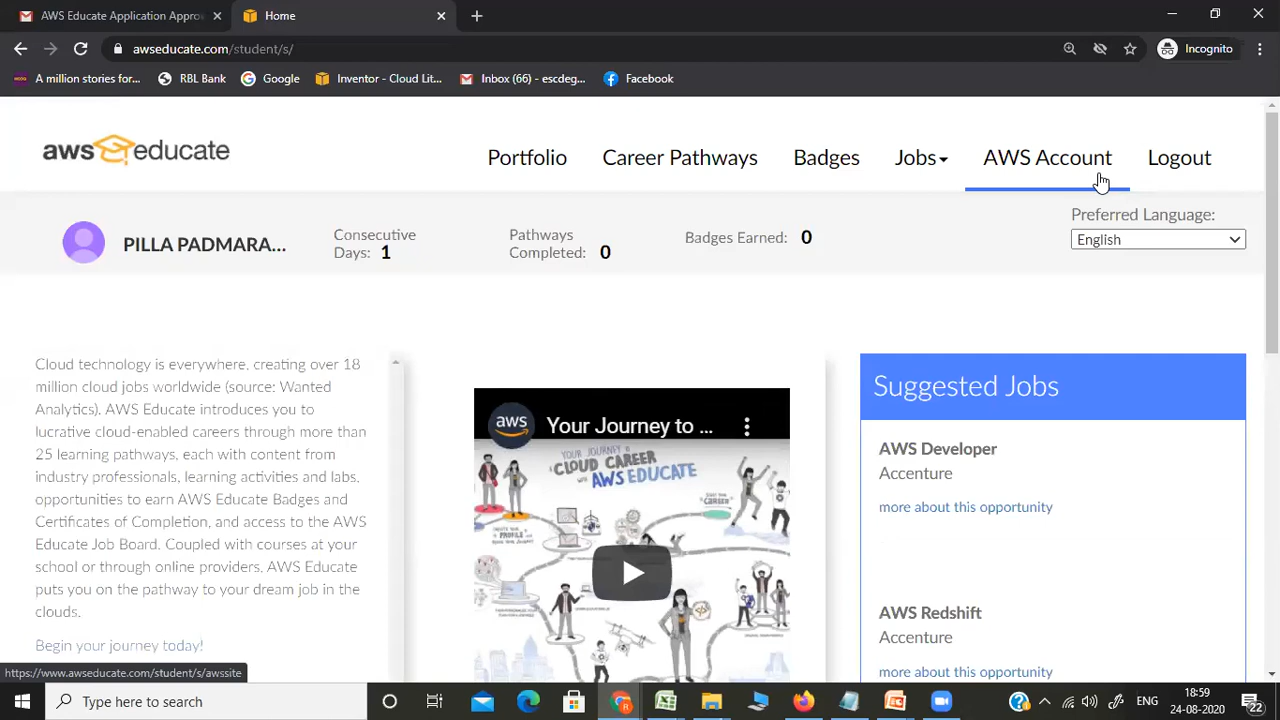 AWS Educate Application Approv
Home
awseducate.com/student/s/
Incognito
A million stories for...
RBL Bank
Google
Inventor - Cloud Lit...
Inbox (66) - escdeg...
Facebook
aws educate
Portfolio
Career Pathways
Badges
Jobs
AWS Account
Logout
PILLA PADMARA...
Consecutive
Days: 1
Pathways
Completed: 0
Badges Earned: 0
Preferred Language:
English
Cloud technology is everywhere, creating over 18
million cloud jobs worldwide (source: Wanted
Analytics). AWS Educate introduces you to
lucrative cloud-enabled careers through more than
25 learning pathways, each with content from
industry professionals, learning activities and labs,
opportunities to earn AWS Educate Badges and
Certificates of Completion, and access to the AWS
Educate Job Board. Coupled with courses at your
school or through online providers, AWS Educate
puts you on the pathway to your dream job in the
clouds.
Begin your journey today!
aws
Your Journey to ...
YOUR JOURNEY TO A
CLOUD CAREER
WITH AWS EDUCATE
Suggested Jobs
AWS Developer
Accenture
more about this opportunity
AWS Redshift
Accenture
more about this opportunity
https://www.awseducate.com/student/s/awssite
Type here to search
ENG
18:59
24-08-2020
22